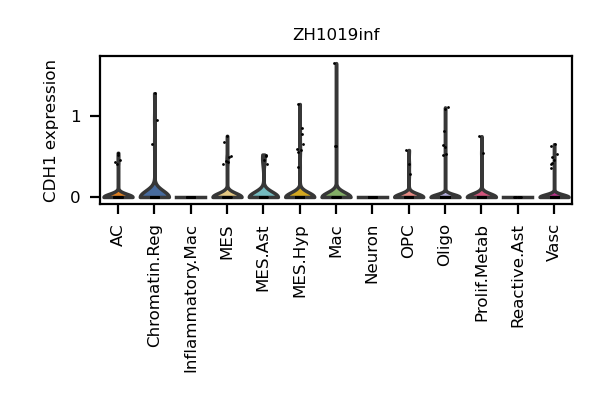 ZH1019inf
CDH1 expression
1
0
AC
Chromatin.Reg
Inflammatory.Mac
MES
MES.Ast
MES.Hyp
Mac
Neuron
OPC
Oligo
Prolif.Metab
Reactive.Ast
Vasc